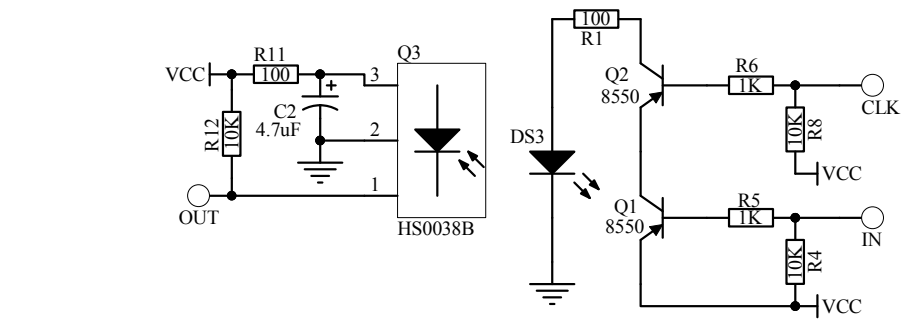 100
R1
R11
Q3
VCC
100
3
Q2
R6
8550
1K
CLK
C2
4.7uF
R12
10K
2
DS3
10K
R8
VCC
1
R5
Q1
1K
8550
OUT
HS0038B
IN
10K
R4
VCC
+